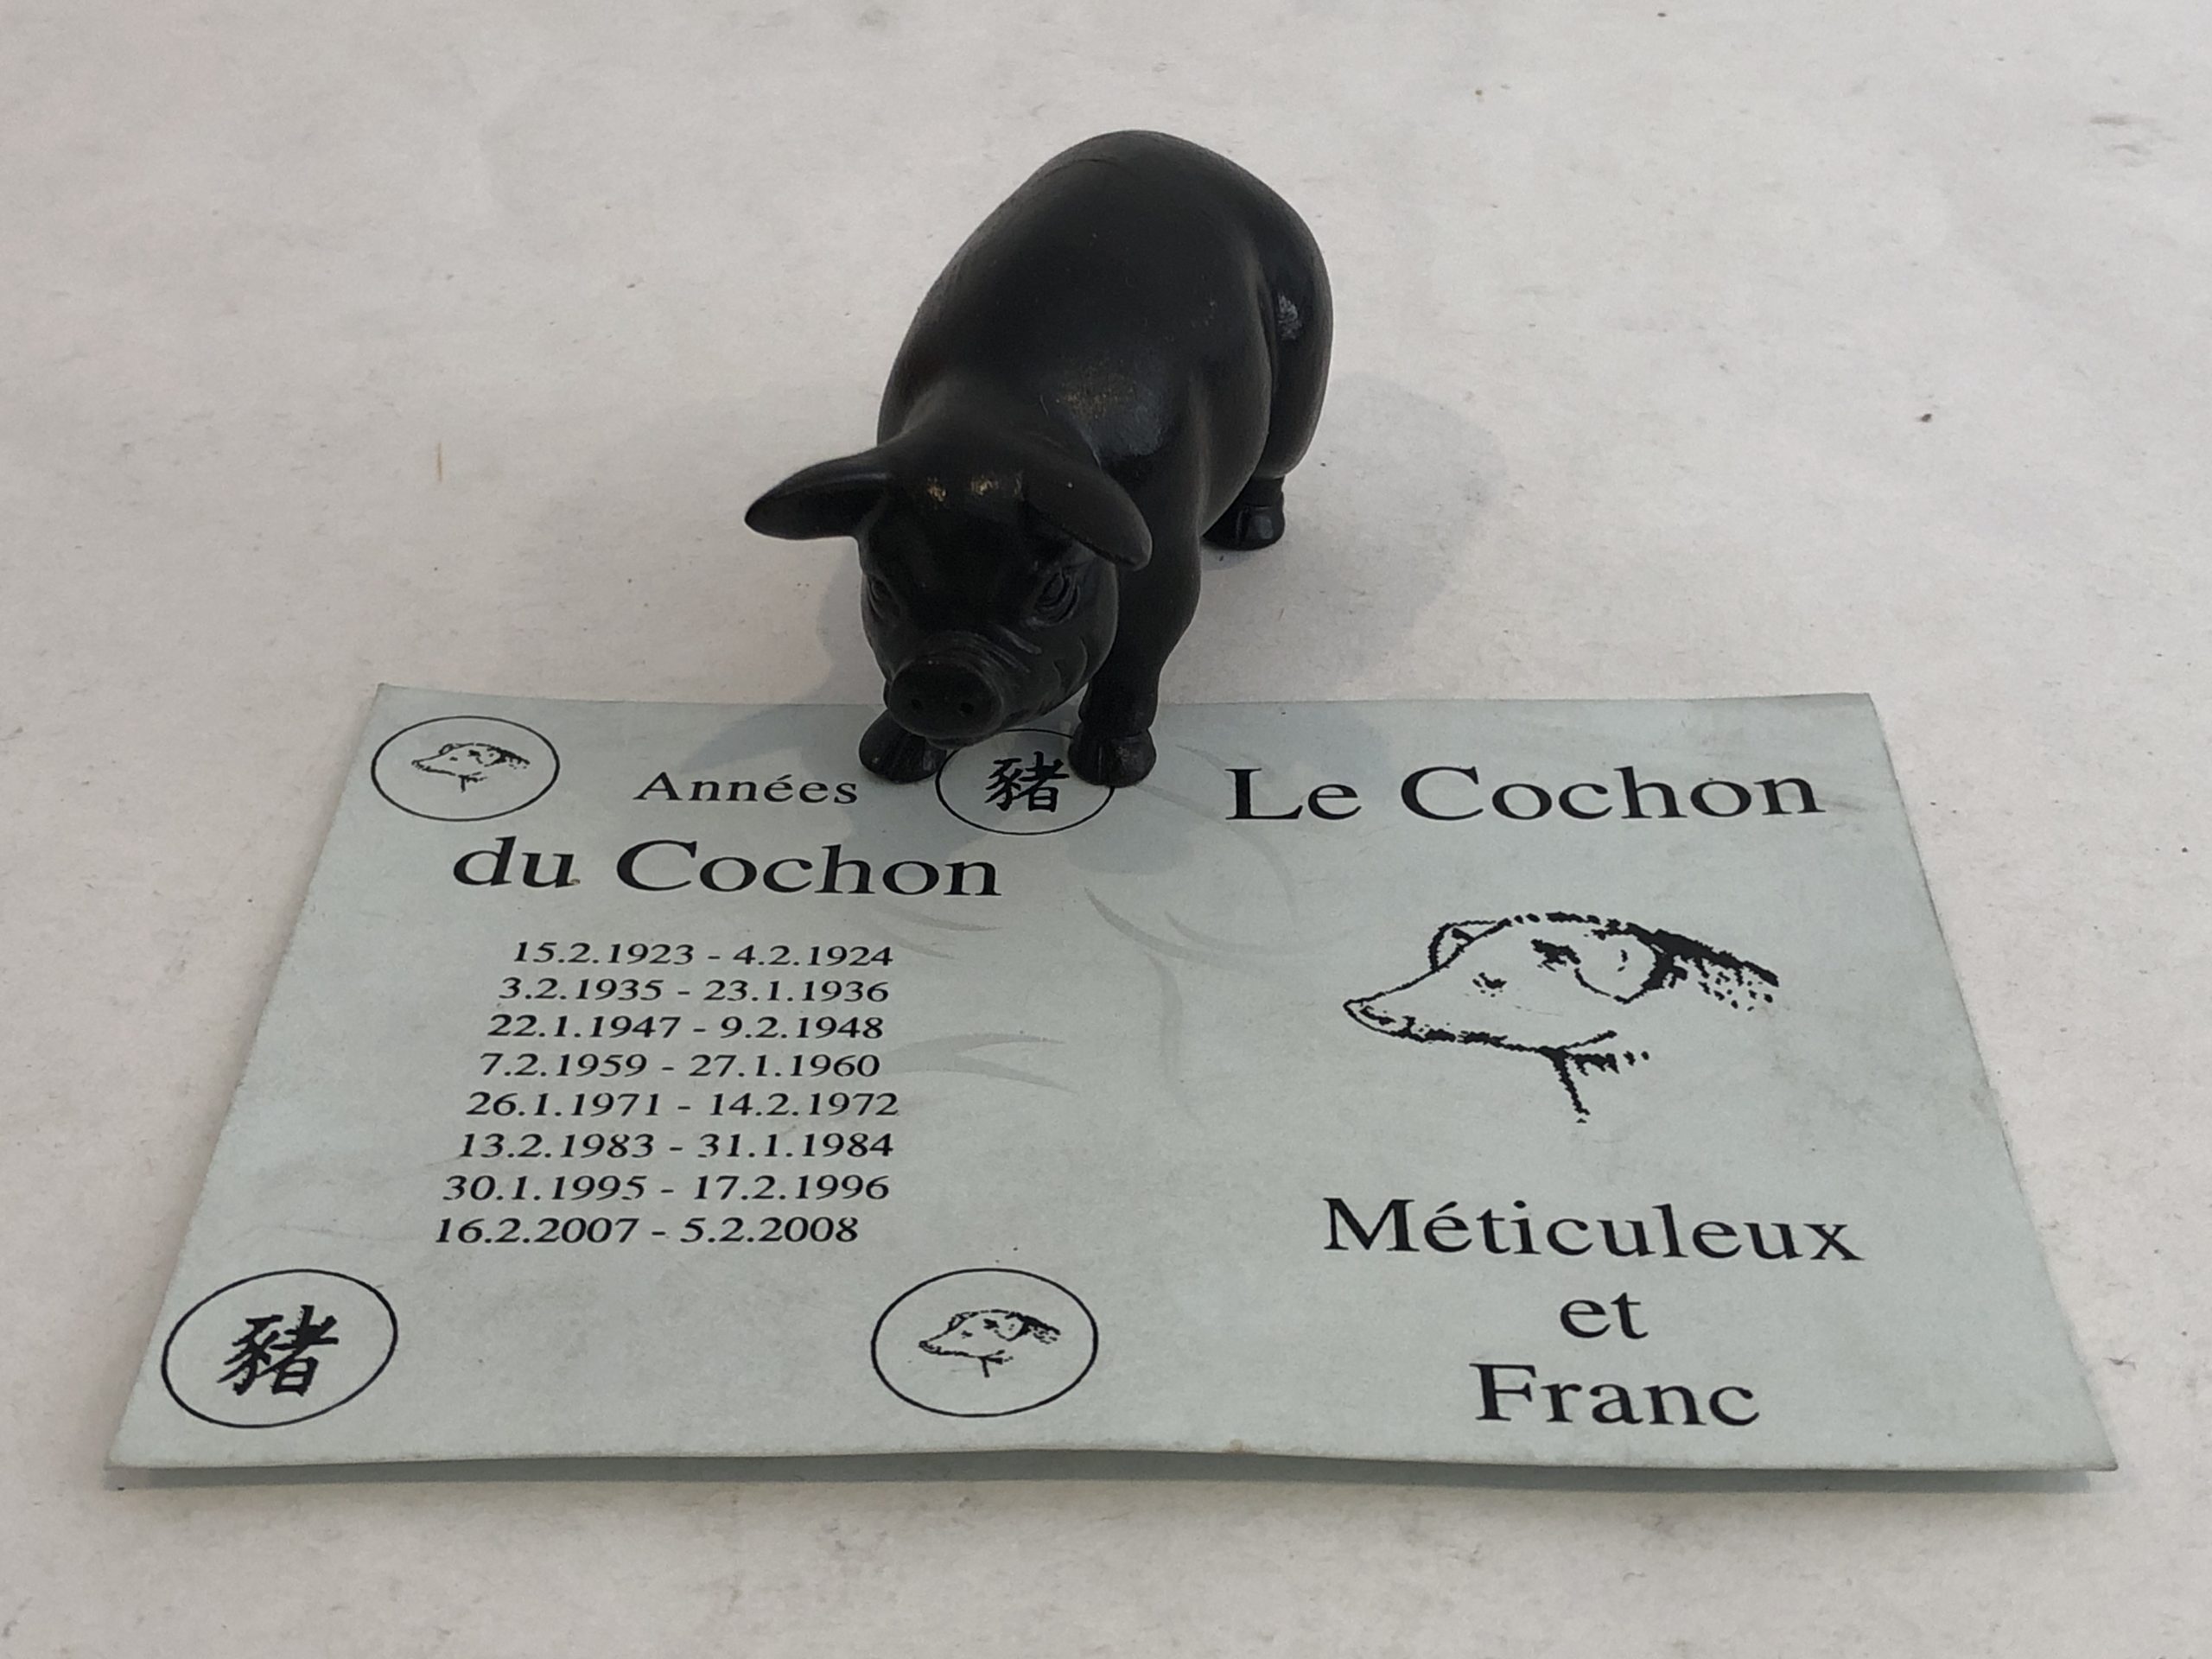 Années
豬
du Cochon
15.2.1923 - 4.2.1924
3.2.1935 - 23.1.1936
22.1.1947 - 9.2.1948
7.2.1959 - 27.1.1960
26.1.1971 - 14.2.1972
13.2.1983 - 31.1.1984
30.1.1995 - 17.2.1996
16.2.2007 - 5.2.2008
豬
Le Cochon
Méticuleux
et
Franc